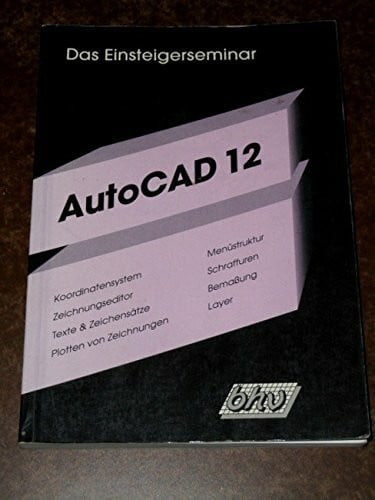 Das Einsteigerseminar
AutoCAD 12
Koordinatensystem
Zeichnungseditor
Texte & Zeichensätze
Plotten von Zeichnungen
Menüstruktur
Schraffuren
Bemaßung
Layer
bhv